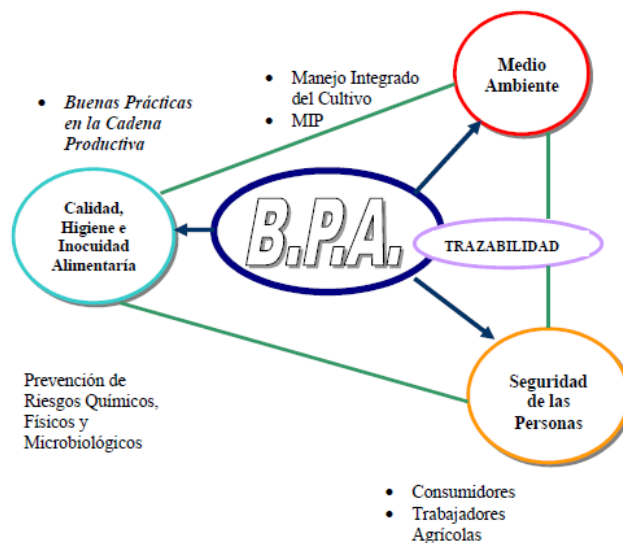 Medio
Ambiente
• Manejo Integrado
del Cultivo
• MIP
• Buenas Prácticas
en la Cadena
Productiva
Calidad,
Higiene e
Inocuidad
Alimentaría
B.P.A.
TRAZABILIDAD
Prevención de
Riesgos Químicos,
Físicos y
Microbiológicos
Seguridad
de las
Personas
• Consumidores
• Trabajadores
Agrícolas